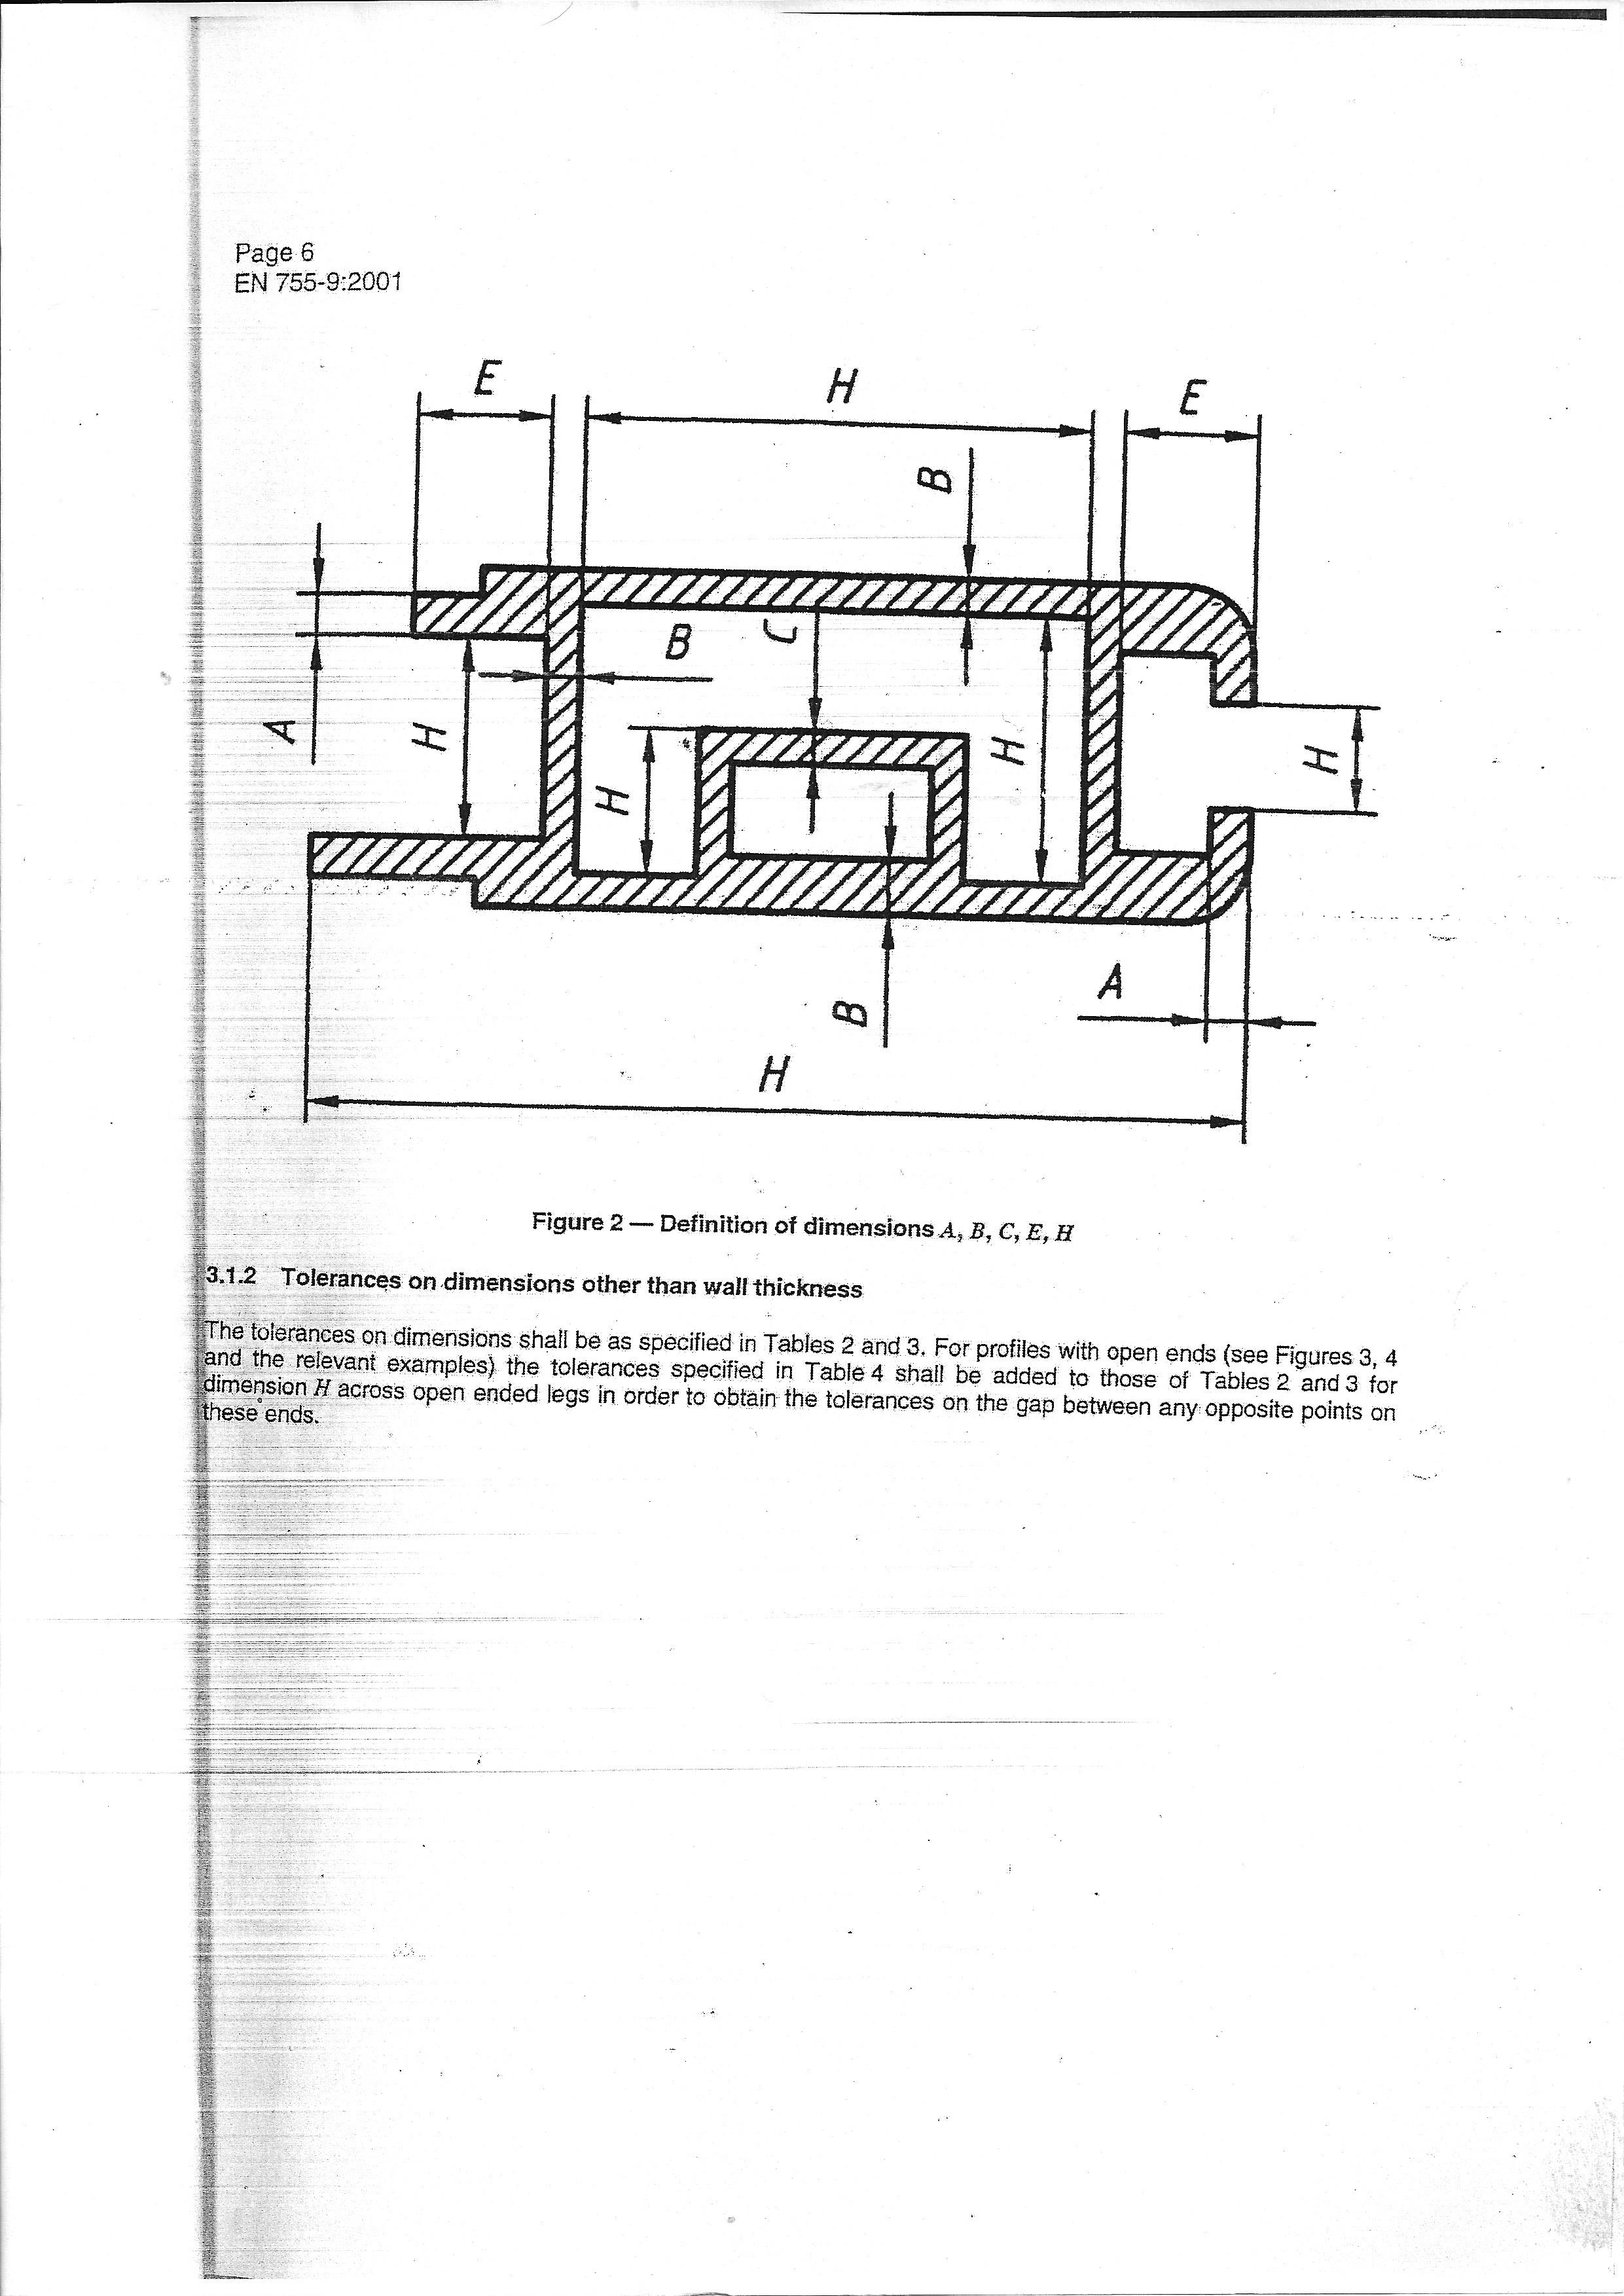 Page 6
EN 755-9:2001
E
H
E
B
B
C
A
H
H
H
H
A
B
H
Figure 2 — Definition of dimensions A, B, C, E, H
3.1.2 Tolerances on dimensions other than wall thickness
The tolerances on dimensions shall be as specified in Tables 2 and 3. For profiles with open ends (see Figures 3, 4
and the relevant examples) the tolerances specified in Table 4 shall be added to those of Tables 2 and 3 for
dimension H across open ended legs in order to obtain the tolerances on the gap between any opposite points on
these ends.